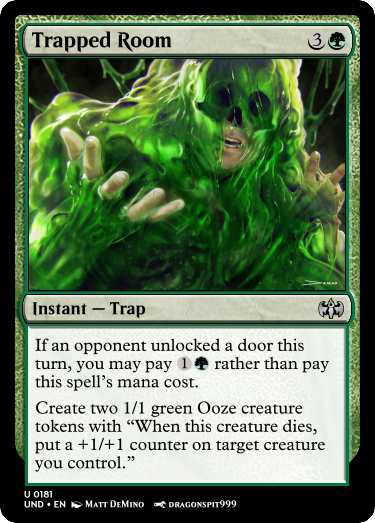 Trapped Room 3
Instant — Trap
If an opponent unlocked a door this
turn, you may pay 1 rather than pay
this spell's mana cost.
Create two 1/1 green Ooze creature
tokens with “When this creature dies,
put a +1/+1 counter on target creature
you control.”
U 0181
UND • EN Matt DeMino dragonspit999